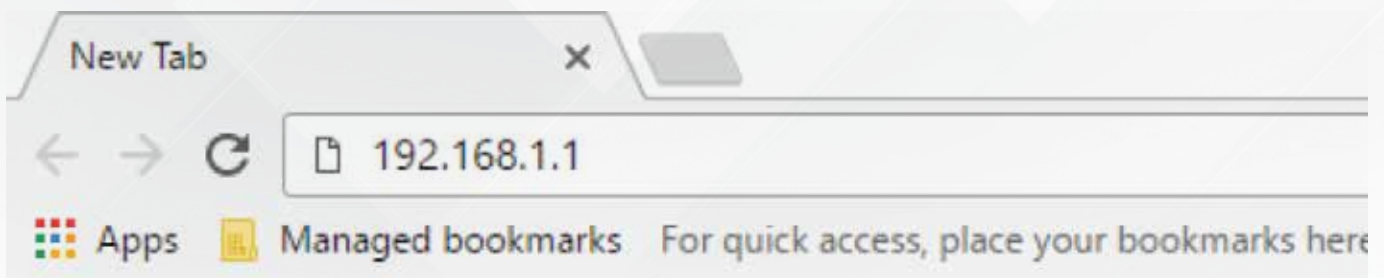 New Tab
192.168.1.1
Apps Managed bookmarks For quick access, place your bookmarks here